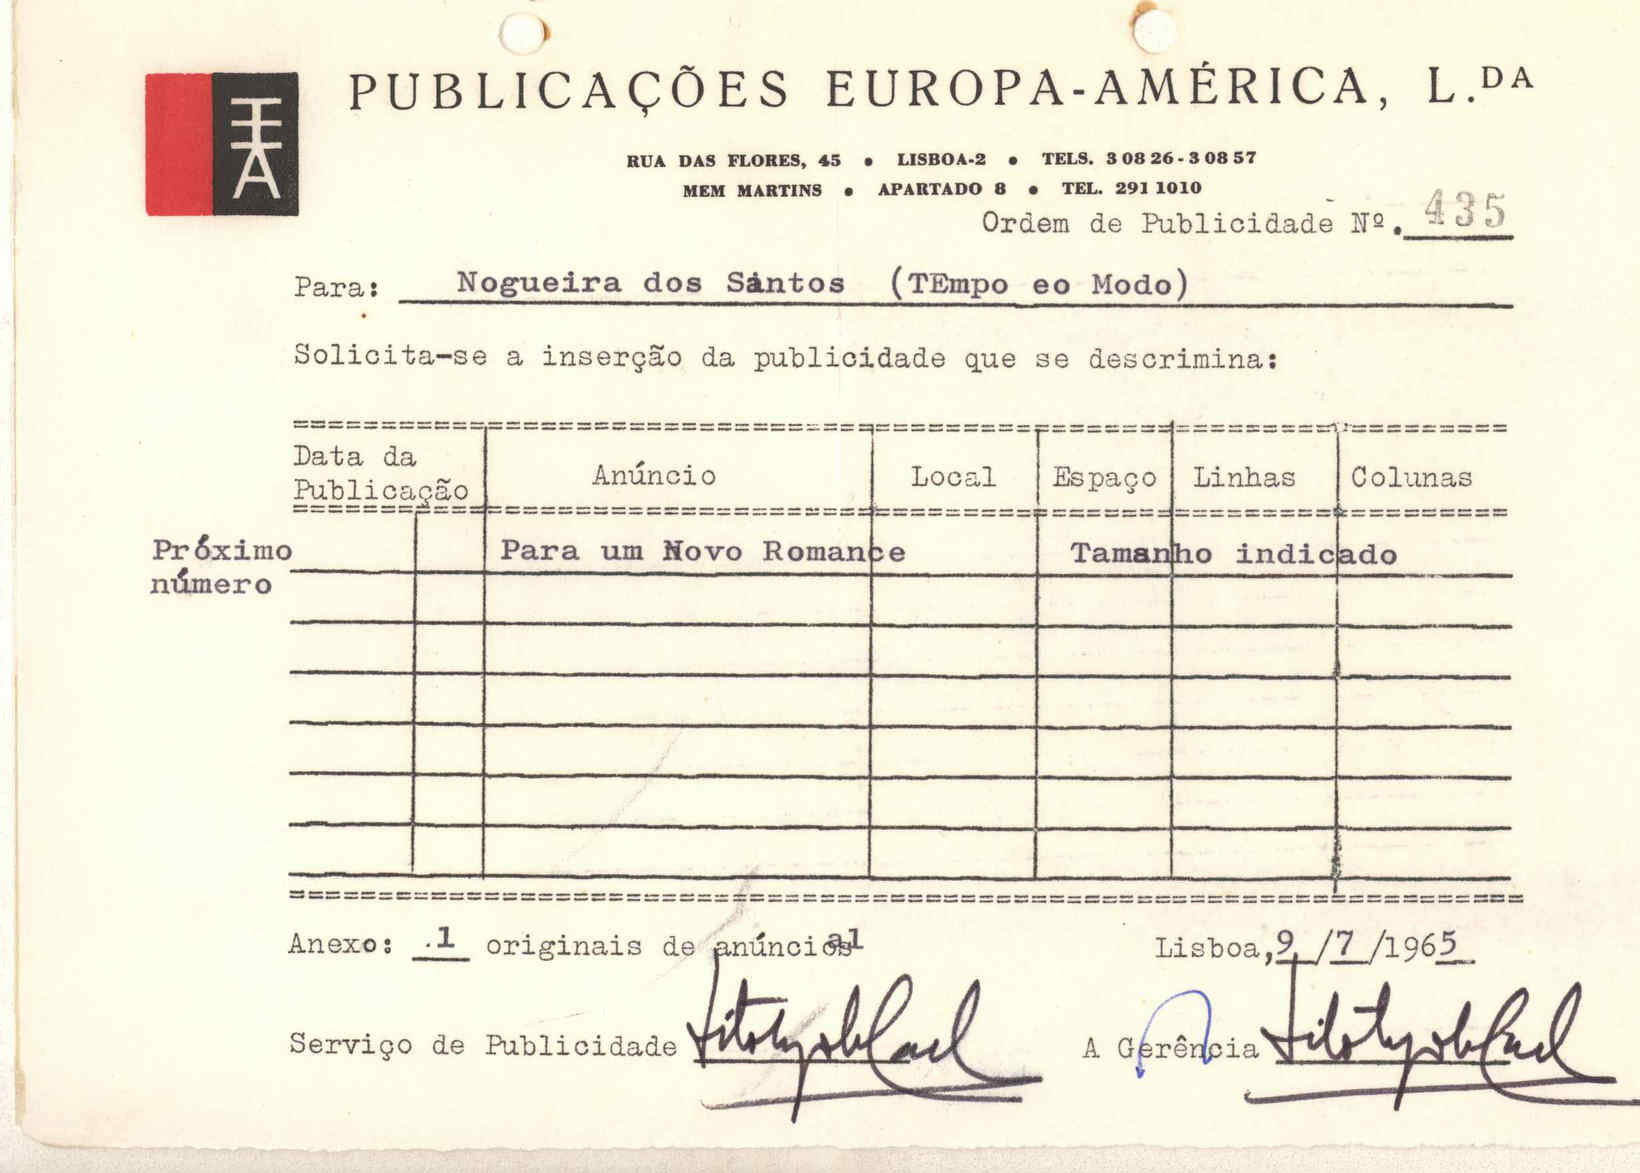 PUBLICAÇÕES EUROPA-AMÉRICA, L.DA
RUA DAS FLORES, 45 • LISBOA-2 • TELS. 3 08 26 - 3 08 57
MEM MARTINS • APARTADO 8 • TEL. 291 1010
Ordem de Publicidade Nº. 435
Para: Nogueira dos Santos (TEmpo eo Modo)
Solicita-se a inserção da publicidade que se descrimina:
Data da Publicação Anúncio Local Espaço Linhas Colunas
Próximo número Para um Novo Romance Tamanho indicado
Anexo: .1 originais de anúncios al Lisboa, 9 /7 /1965
Serviço de Publicidade A Gerência